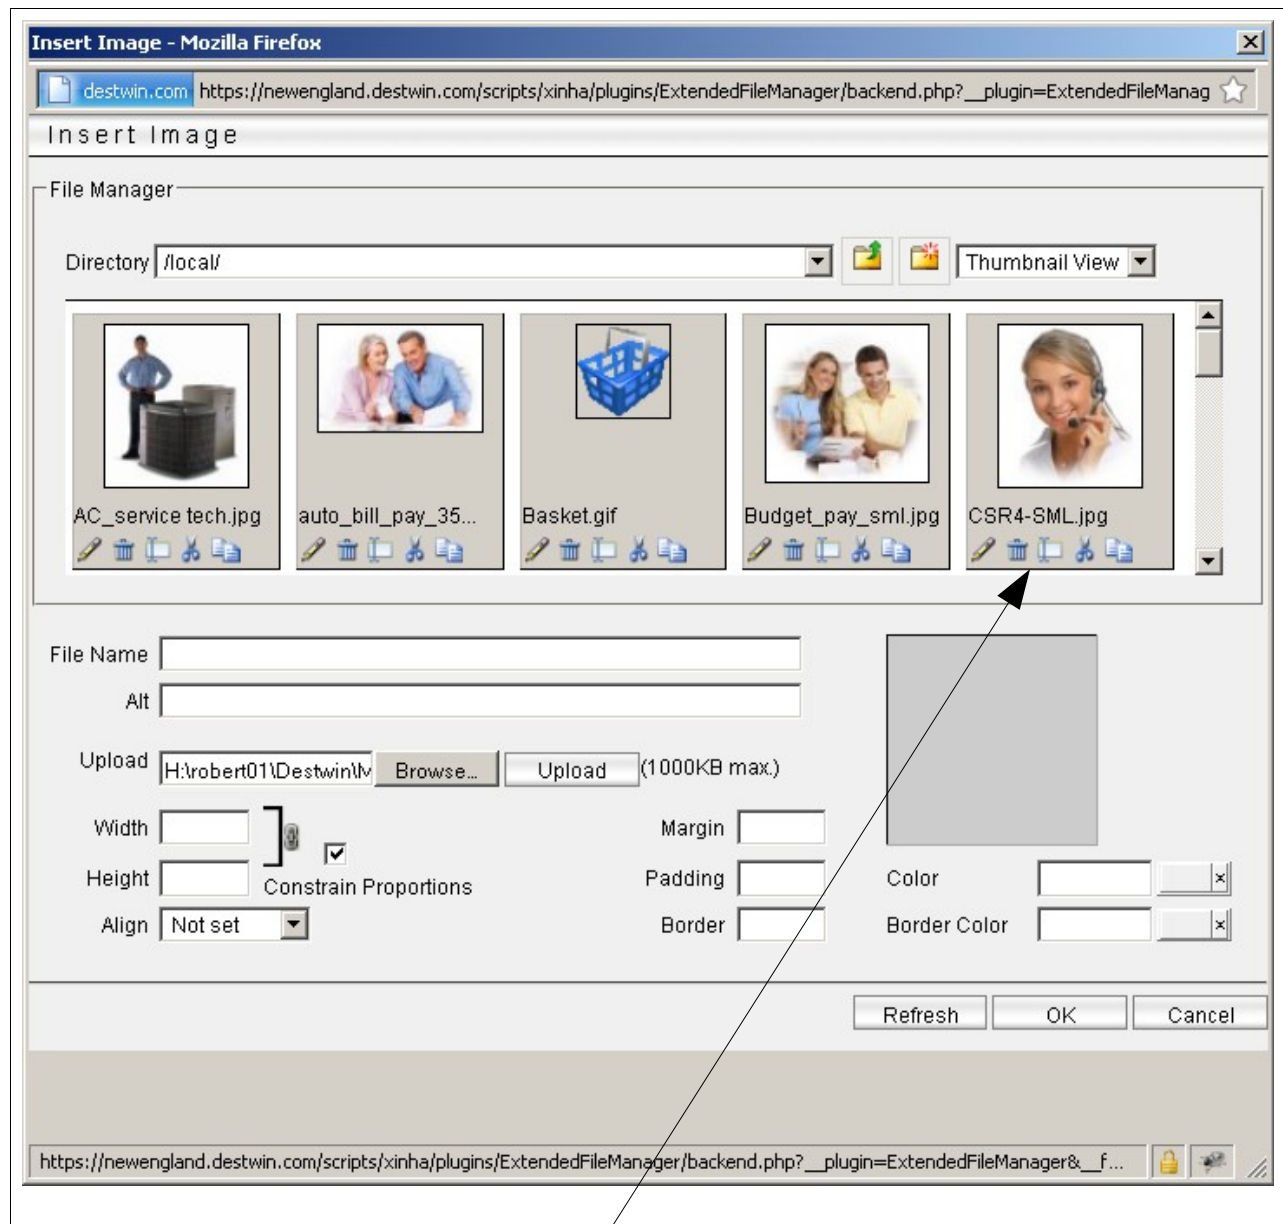 Insert Image - Mozilla Firefox
destwin.com https://newengland.destwin.com/scripts/xinha/plugins/ExtendedFileManager/backend.php?__plugin=ExtendedFileManag
Insert Image
File Manager
Directory /local/ Thumbnail View
AC_service tech.jpg auto_bill_pay_35... Basket.gif Budget_pay_sml.jpg CSR4-SML.jpg
File Name
Alt
Upload H:\robert01\Destwin\M Browse... Upload (1000KB max.)
Width Margin
Height Constrain Proportions Padding Color
Align Not set Border Border Color
Refresh OK Cancel
https://newengland.destwin.com/scripts/xinha/plugins/ExtendedFileManager/backend.php?__plugin=ExtendedFileManager&__f...